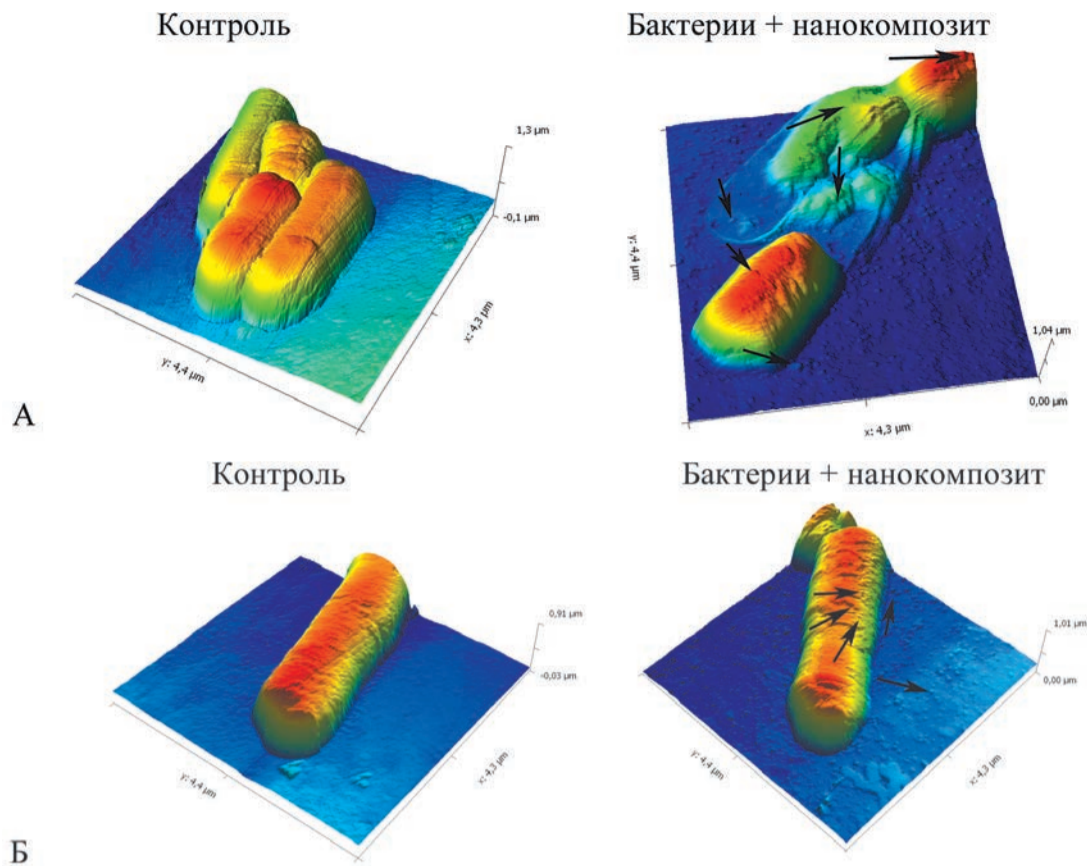 Контроль
Бактерии + нанокомпозит
1,3 µm
-0,1 µm
x: 4,3 µm
y: 4,4 µm
y: 4,4 µm
1,04 µm
0,00 µm
x: 4,3 µm
А
Контроль
Бактерии + нанокомпозит
0,91 µm
-0,03 µm
x: 4,3 µm
y: 4,4 µm
1,01 µm
0,00 µm
x: 4,3 µm
y: 4,4 µm
Б